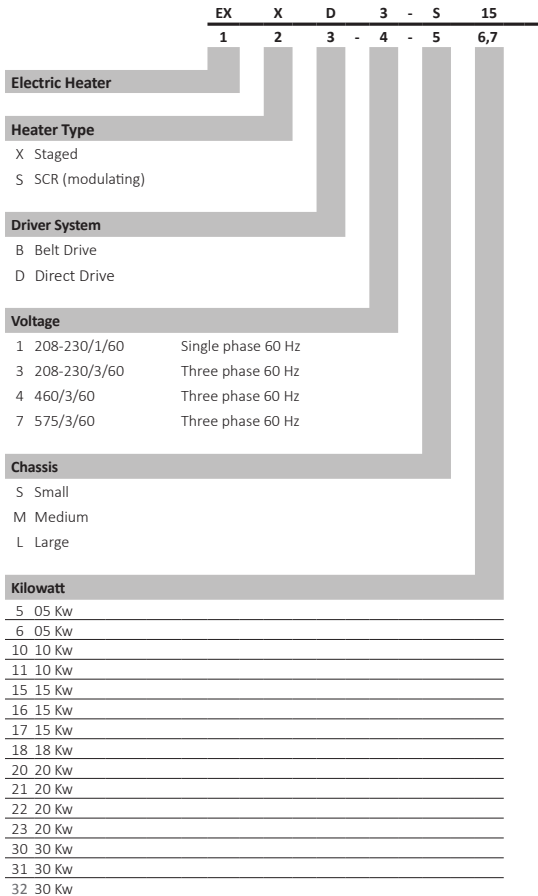 EX X D 3 - S 15
1 2 3 - 4 - 5 6,7
Electric Heater
Heater Type
X Staged
S SCR (modulating)
Driver System
B Belt Drive
D Direct Drive
Voltage
1 208-230/1/60 Single phase 60 Hz
3 208-230/3/60 Three phase 60 Hz
4 460/3/60 Three phase 60 Hz
7 575/3/60 Three phase 60 Hz
Chassis
S Small
M Medium
L Large
Kilowatt
5 05 Kw
6 05 Kw
10 10 Kw
11 10 Kw
15 15 Kw
16 15 Kw
17 15 Kw
18 18 Kw
20 20 Kw
21 20 Kw
22 20 Kw
23 20 Kw
30 30 Kw
31 30 Kw
32 30 Kw